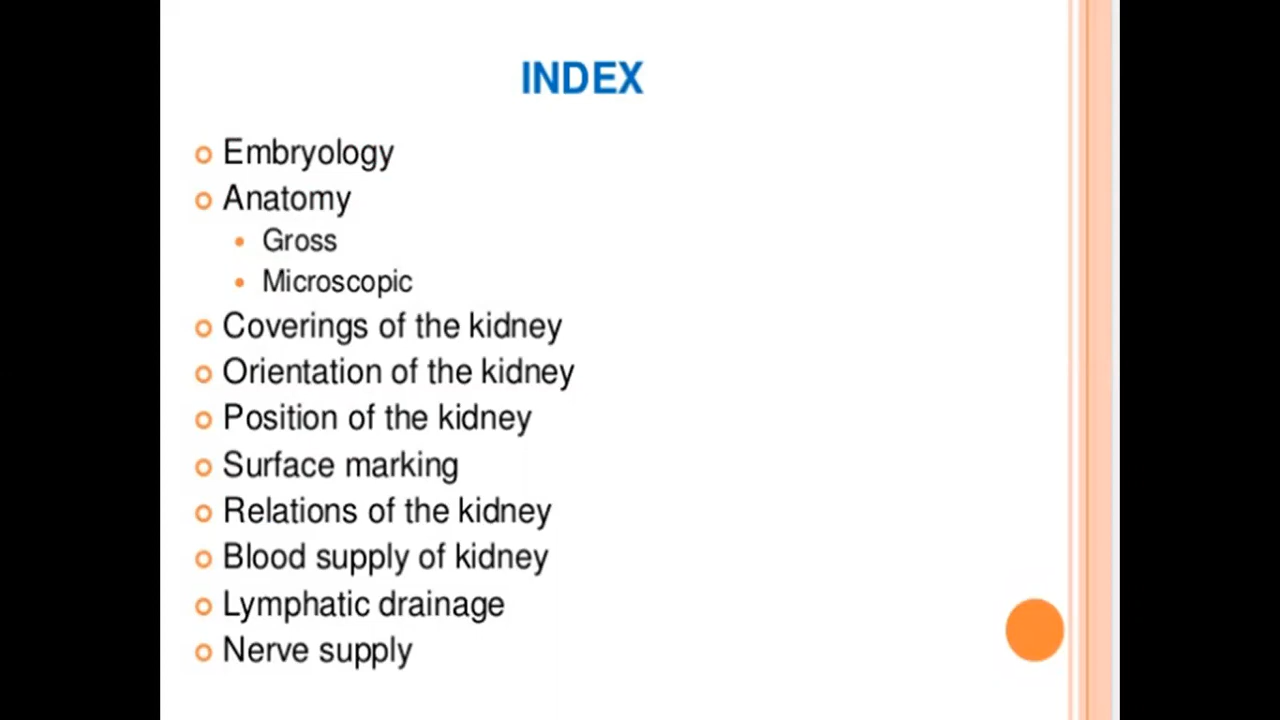 INDEX
Embryology
Anatomy
Gross
Microscopic
Coverings of the kidney
Orientation of the kidney
Position of the kidney
Surface marking
Relations of the kidney
Blood supply of kidney
Lymphatic drainage
Nerve supply